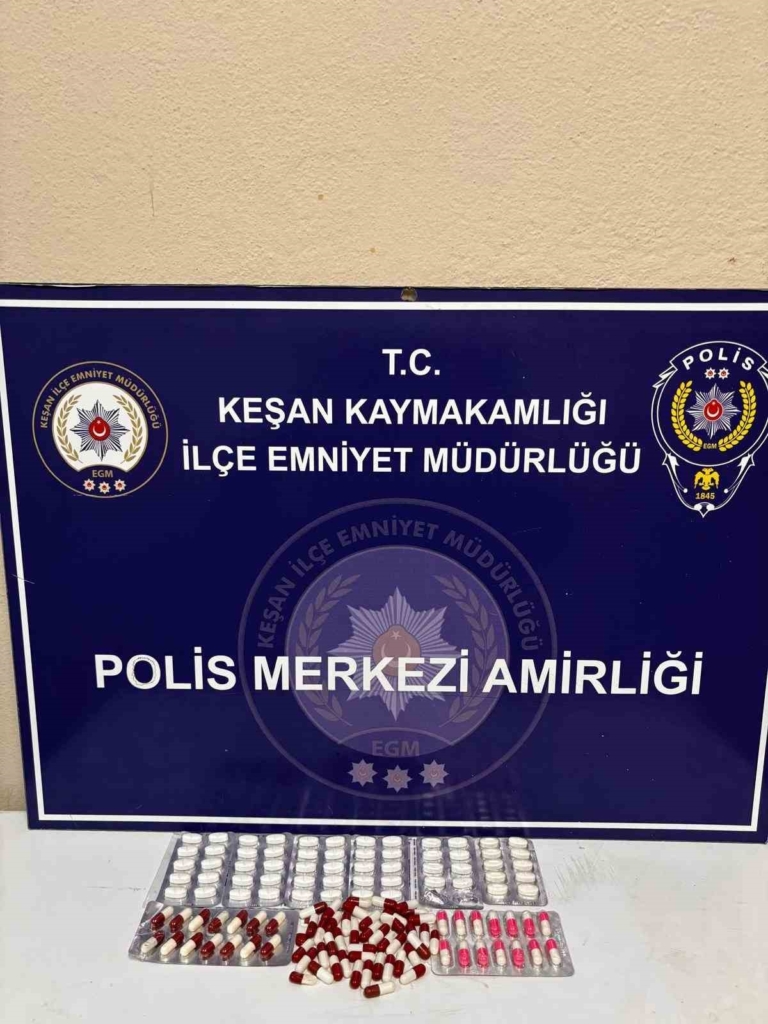 T.C.
KEŞAN KAYMAKAMLIĞI
İLÇE EMNİYET MÜDÜRLÜĞÜ
KEŞAN İLÇE EMNİYET MÜDÜRLÜĞÜ
EGM
POLİS
EGM
1845
KEŞAN İLÇE EMNİYET MÜDÜRLÜĞÜ
POLİS MERKEZİ AMİRLİĞİ
EGM